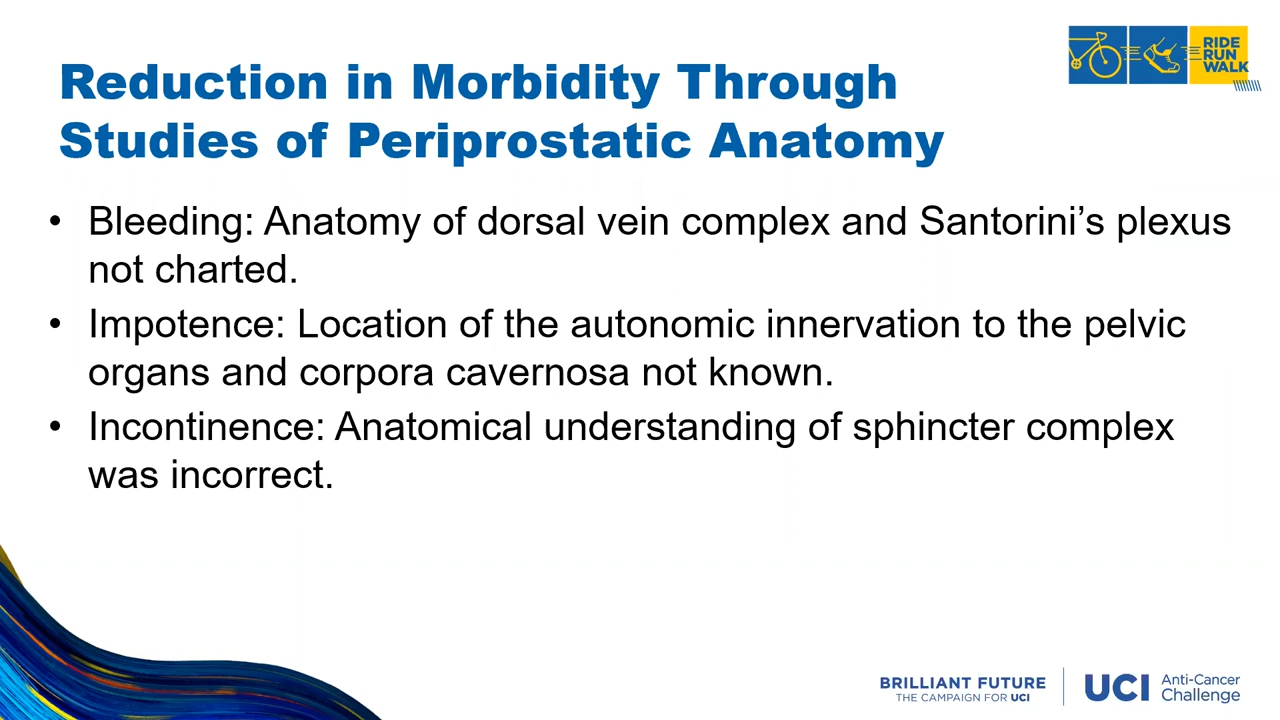 RIDE
RUN
WALK
Reduction in Morbidity Through
Studies of Periprostatic Anatomy
• Bleeding: Anatomy of dorsal vein complex and Santorini’s plexus
not charted.
• Impotence: Location of the autonomic innervation to the pelvic
organs and corpora cavernosa not known.
• Incontinence: Anatomical understanding of sphincter complex
was incorrect.
BRILLIANT FUTURE
THE CAMPAIGN FOR UCI
UCI Anti-Cancer
Challenge